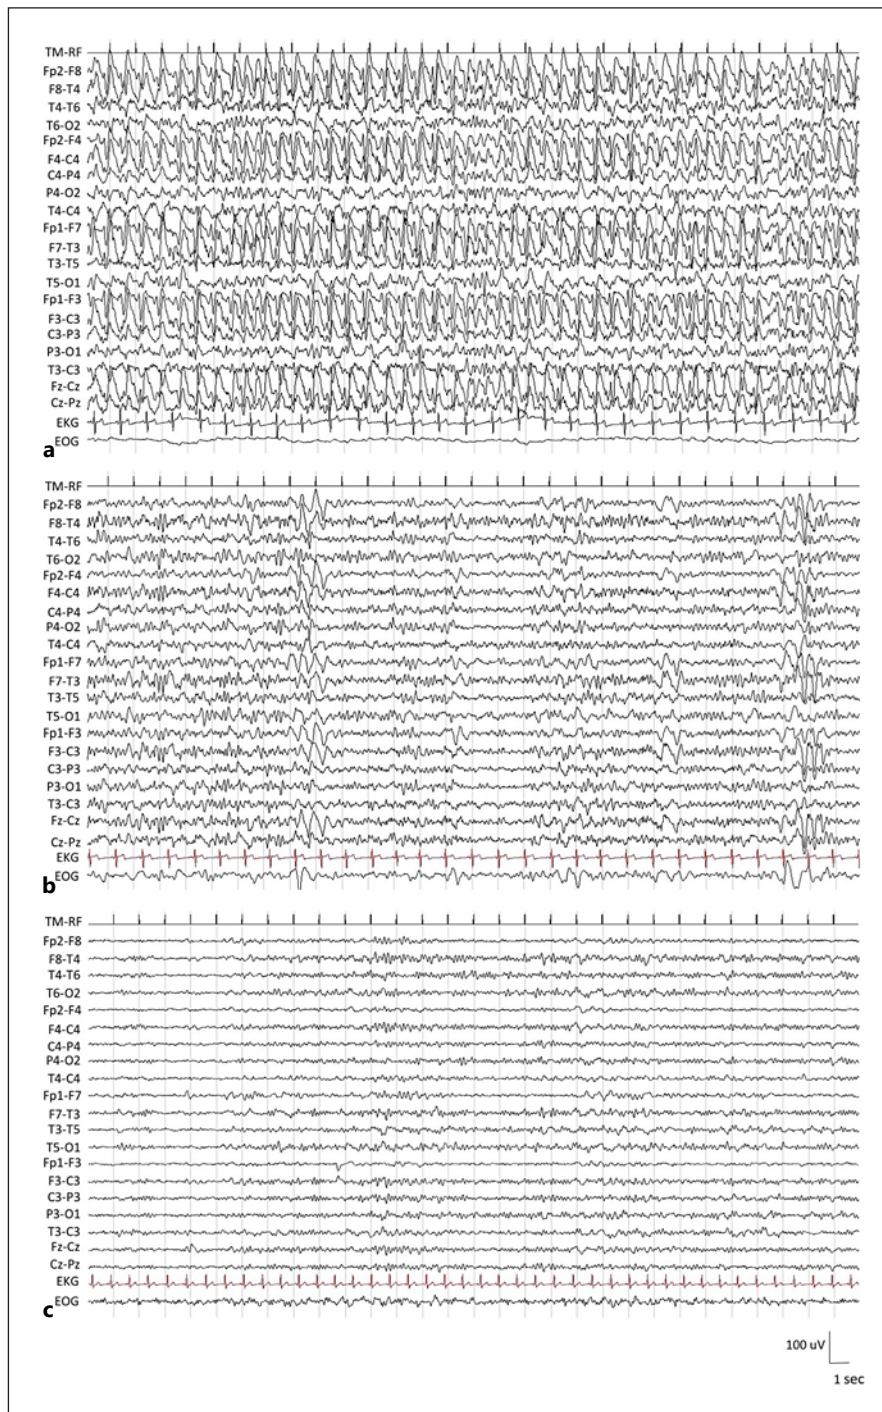 TM-RF
Fp2-F8
F8-T4
T4-T6
T6-O2
Fp2-F4
F4-C4
C4-P4
P4-O2
T4-C4
Fp1-F7
F7-T3
T3-T5
T5-O1
Fp1-F3
F3-C3
C3-P3
P3-O1
T3-C3
Fz-Cz
Cz-Pz
EKG
EOG
a
TM-RF
Fp2-F8
F8-T4
T4-T6
T6-O2
Fp2-F4
F4-C4
C4-P4
P4-O2
T4-C4
Fp1-F7
F7-T3
T3-T5
T5-O1
Fp1-F3
F3-C3
C3-P3
P3-O1
T3-C3
Fz-Cz
Cz-Pz
EKG
EOG
b
TM-RF
Fp2-F8
F8-T4
T4-T6
T6-O2
Fp2-F4
F4-C4
C4-P4
P4-O2
T4-C4
Fp1-F7
F7-T3
T3-T5
T5-O1
Fp1-F3
F3-C3
C3-P3
P3-O1
T3-C3
Fz-Cz
Cz-Pz
EKG
EOG
c
100 uV
1 sec